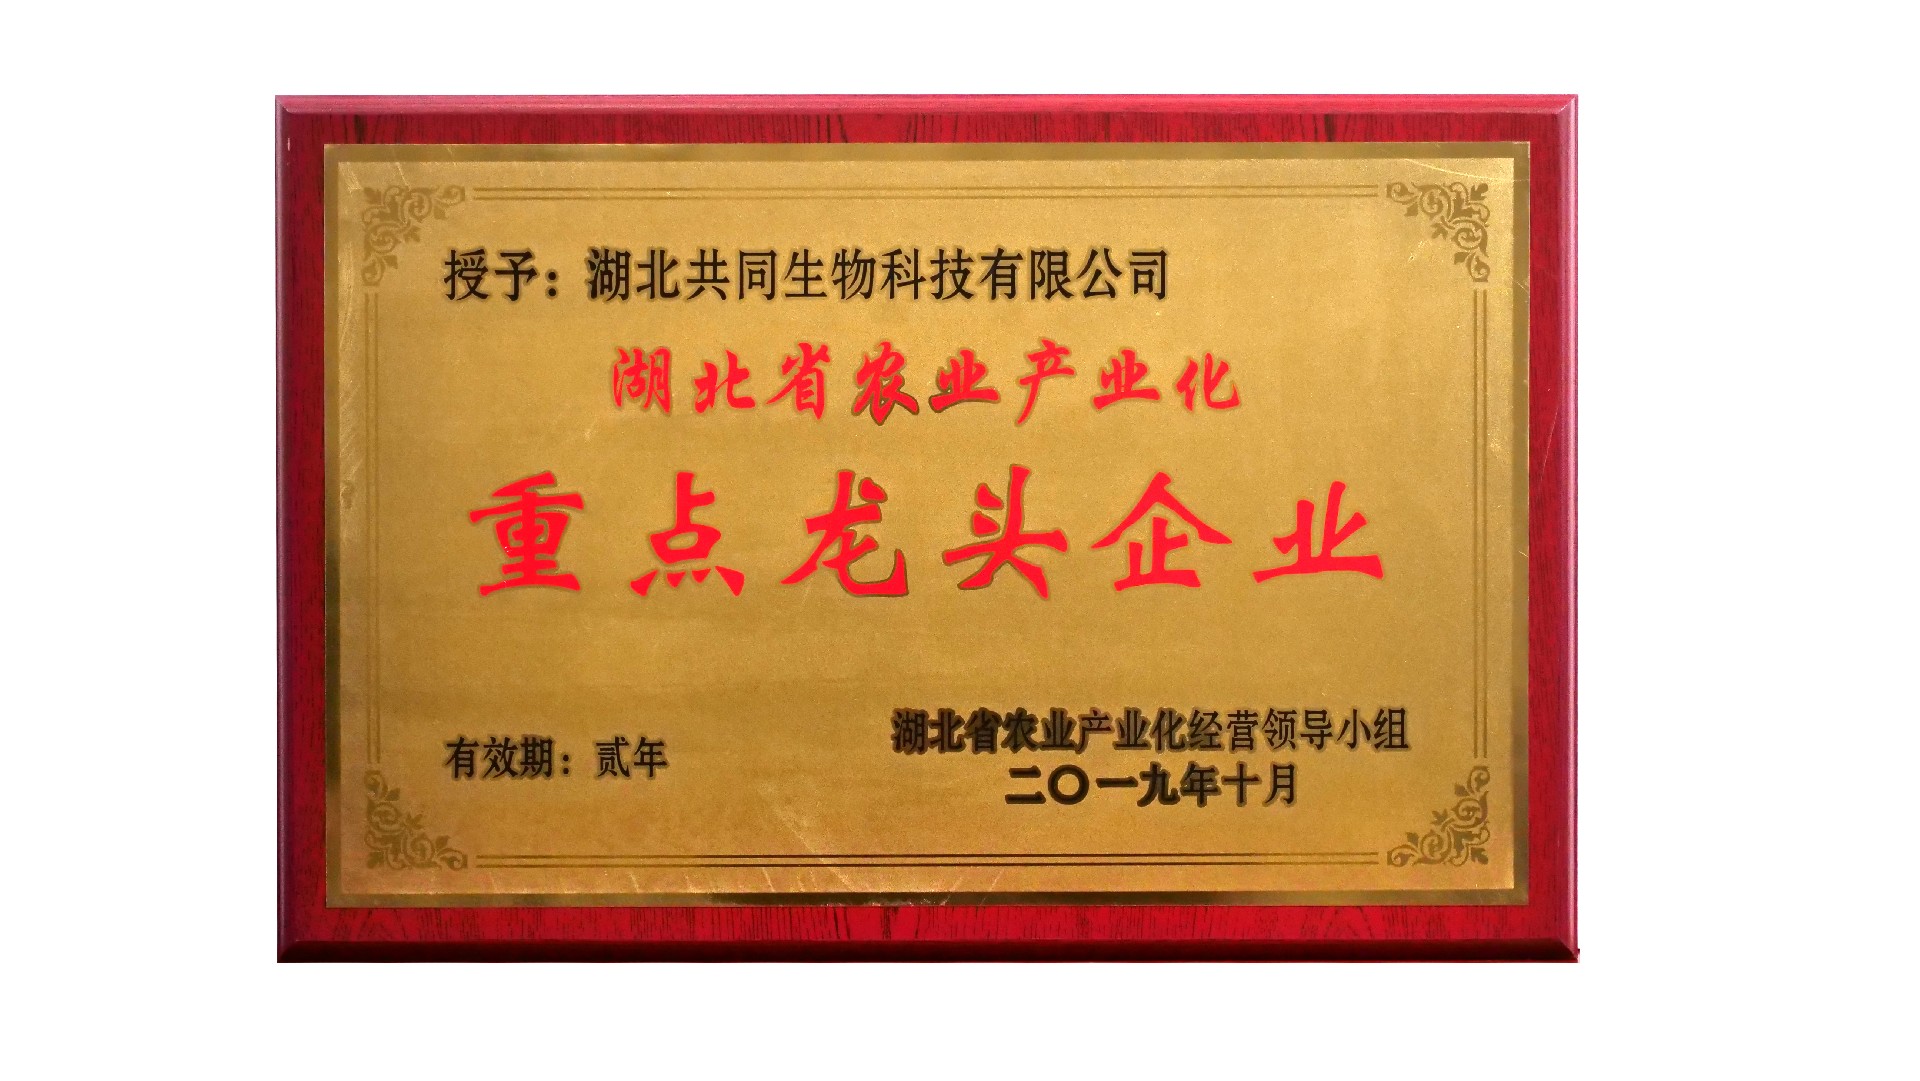 授予：湖北共同生物科技有限公司
湖北省农业产业化
重点龙头企业
有效期：贰年
湖北省农业产业化经营领导小组
二〇一九年十月